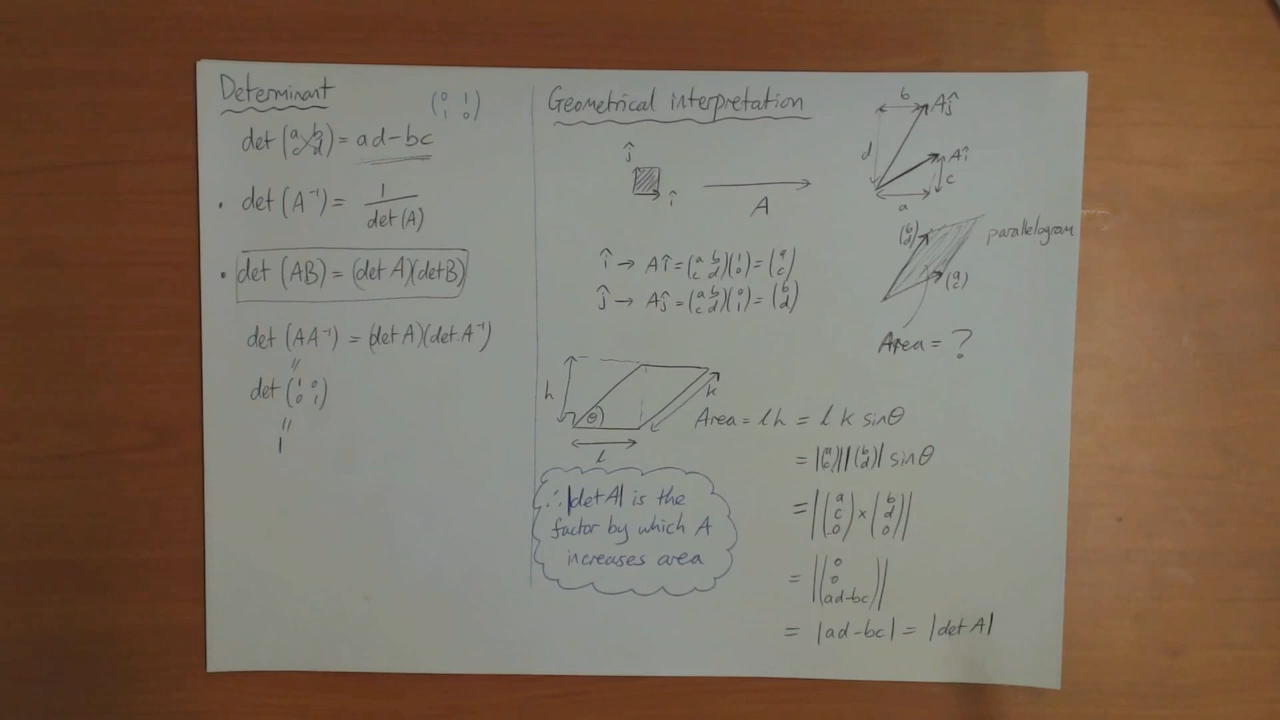 Determinant
(0 1
1 0)
det (a b
c d) = ad-bc
· det (A⁻¹) = 1
det(A)
· det (AB) = (det A)(det B)
det (AA⁻¹) = (det A)(det A⁻¹)
"
det (1 0
0 1)
"
1
Geometrical interpretation
ĵ
î
A
î → Aî = (a b
c d)(1
0) = (a
c)
ĵ → Aĵ = (a b
c d)(0
1) = (b
d)
b
Aĵ
d
Aî
c
a
(b
d)
parallelogram
(a
c)
Area = ?
h
θ
k
l
Area = lh = l k sinθ
= |(a
c)||(b
d)| sinθ
= |(a
c
0) × (b
d
0)|
= |(0
0
ad-bc)|
= |ad-bc| = |det A|
∴ |det A| is the
factor by which A
increases area